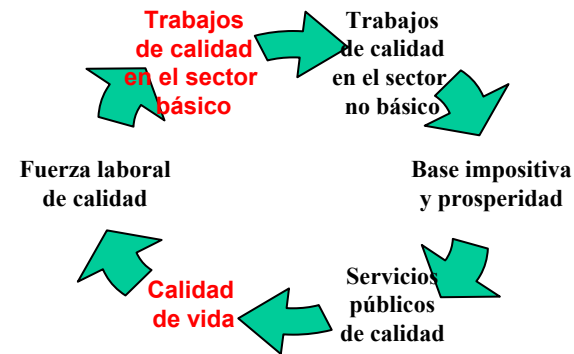 Trabajos
de calidad
en el sector
básico
Trabajos
de calidad
en el sector
no básico
Base impositiva
y prosperidad
Servicios
públicos
de calidad
Calidad
de vida
Fuerza laboral
de calidad